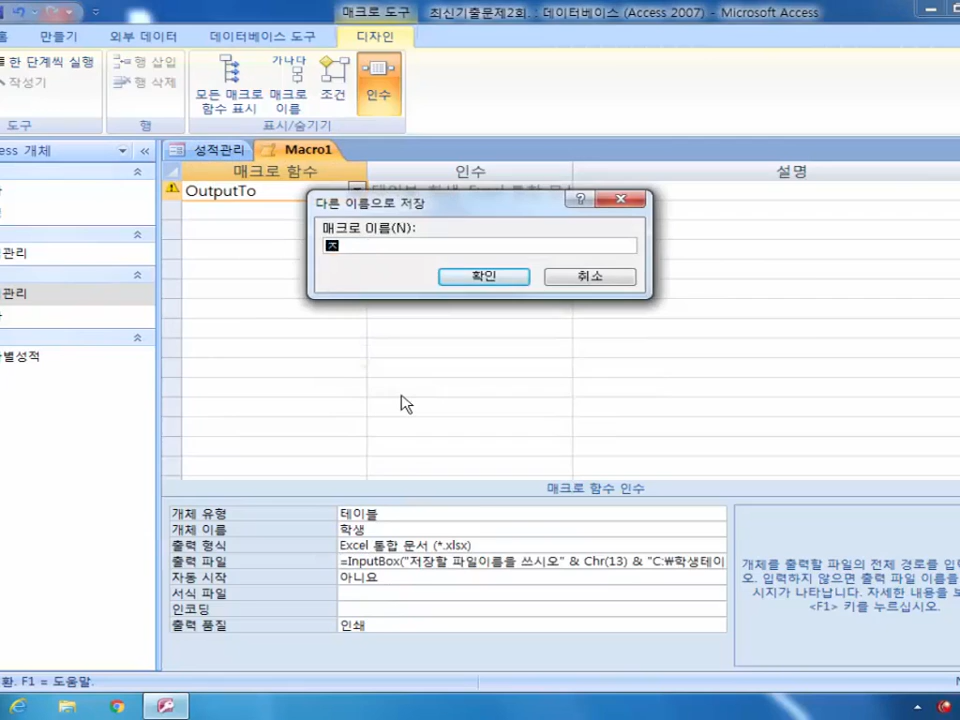 매크로 도구
최신기출문제2회. : 데이터베이스 (Access 2007) - Microsoft Access
홈 만들기 외부 데이터 데이터베이스 도구 디자인
한 단계씩 실행
작성기
도구
행 삽입
행 삭제
행
모든 매크로 함수 표시
가나다
매크로 이름
조건
인수
표시/숨기기
ess 개체
성적관리 Macro1
매크로 함수 인수 설명
OutputTo
다른 이름으로 저장
매크로 이름(N):
ㅈ
확인 취소
관리
관리
별성적
매크로 함수 인수
개체 유형 테이블
개체 이름 학생
출력 형식 Excel 통합 문서 (*.xlsx)
출력 파일 =InputBox("저장할 파일이름을 쓰시오" & Chr(13) & "C:₩학생테이
자동 시작 아니요
서식 파일
인코딩
출력 품질 인쇄
개체를 출력할 파일의 전체 경로를 입
오. 입력하지 않으면 출력 파일 이름을
시지가 나타납니다. 자세한 내용을 보
<F1> 키를 누르십시오.
환. F1 = 도움말.